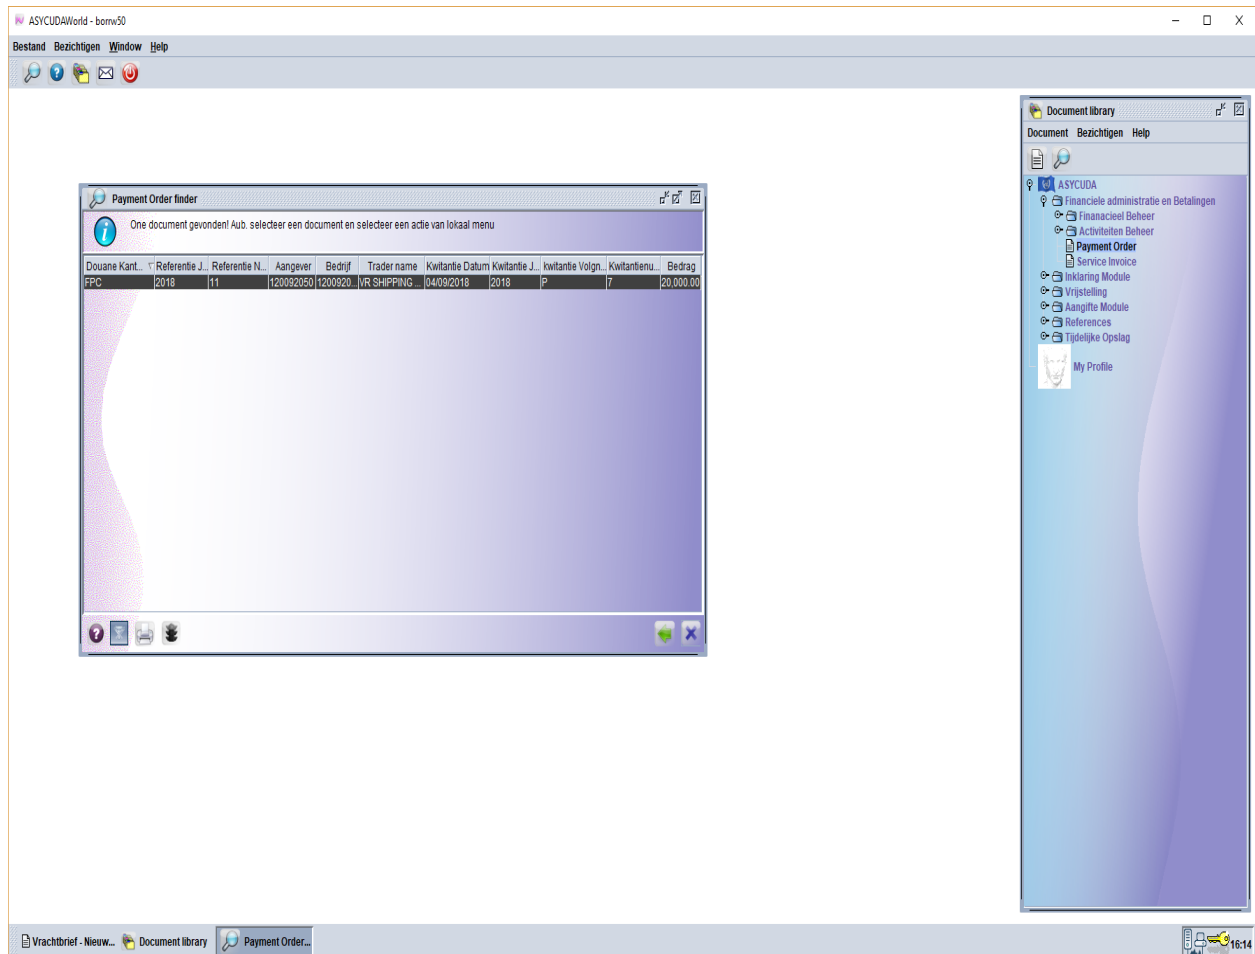 ASYCUDAWorld - borrw50
Bestand Bezichtigen Window Help
Document library
Document Bezichtigen Help
ASYCUDA
Financiele administratie en Betalingen
Finanacieel Beheer
Activiteiten Beheer
Payment Order
Service Invoice
Inklaring Module
Vrijstelling
Aangifte Module
References
Tijdelijke Opslag
My Profile
Payment Order finder
One document gevonden! Aub. selecteer een document en selecteer een actie van lokaal menu
Douane Kant... Referentie J... Referentie N... Aangever Bedrijf Trader name Kwitantie Datum Kwitantie J... kwitantie Volgn... Kwitantienu... Bedrag
FPC 2018 11 120092050 1200920... VR SHIPPING ... 04/09/2018 2018 P 7 20,000.00
Vrachtbrief - Nieuw... Document library Payment Order... 16:14